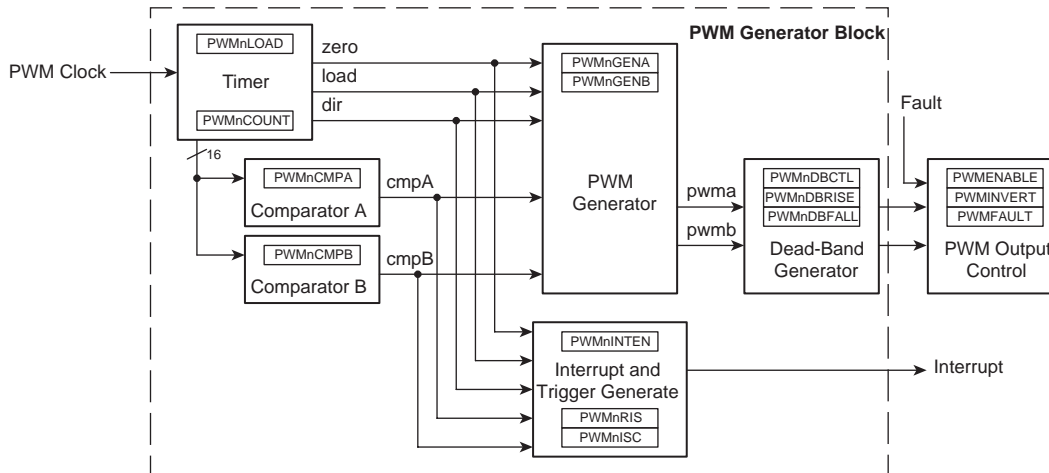 PWM Generator Block
PWM Clock
PWMnLOAD
Timer
PWMnCOUNT
zero
load
dir
16
PWMnCMPA
Comparator A
cmpA
PWMnCMPB
Comparator B
cmpB
PWMnGENA
PWMnGENB
PWM
Generator
pwma
pwmb
PWMnDBCTL
PWMnDBRISE
PWMnDBFALL
Dead-Band
Generator
Fault
PWMENABLE
PWMINVERT
PWMFAULT
PWM Output
Control
PWMnINTEN
Interrupt and
Trigger Generate
PWMnRIS
PWMnISC
Interrupt